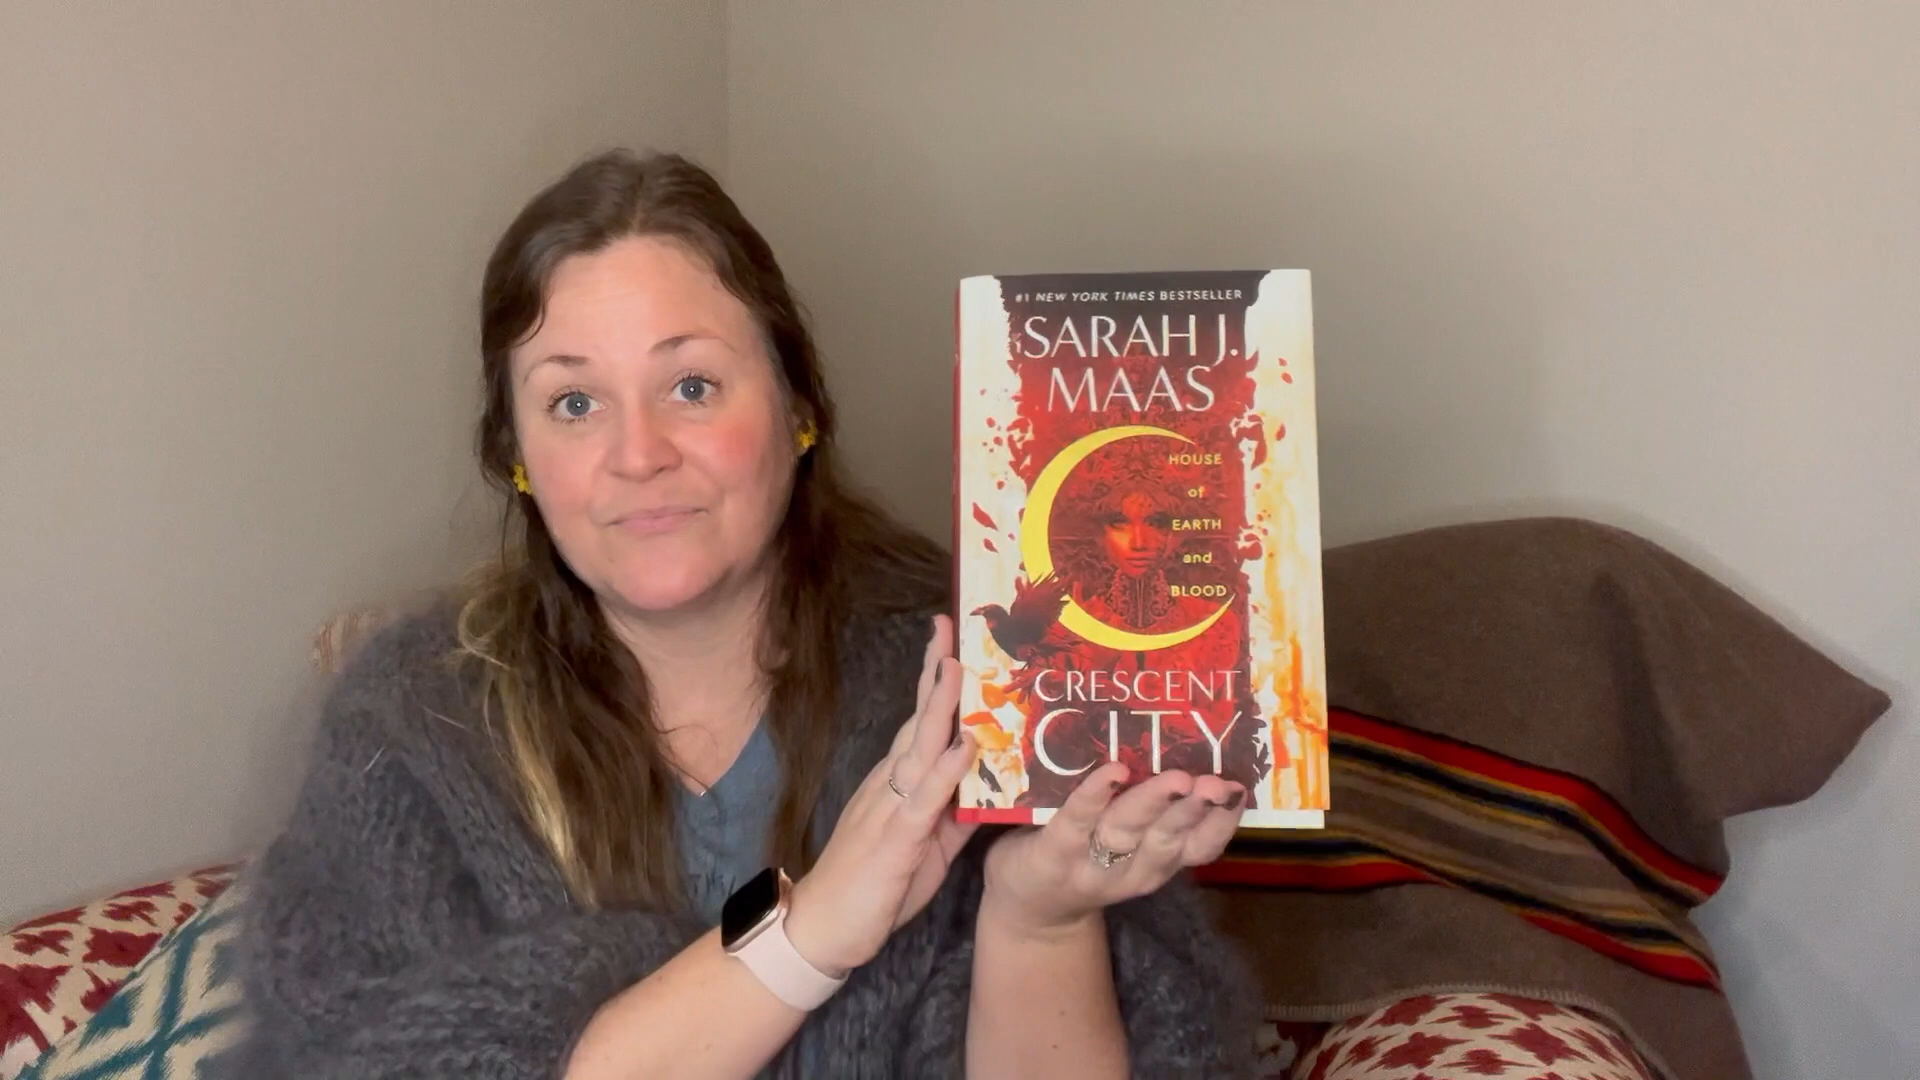 #1 NEW YORK TIMES BESTSELLER
SARAH J.
MAAS
HOUSE
of
EARTH
and
BLOOD
CRESCENT
CITY